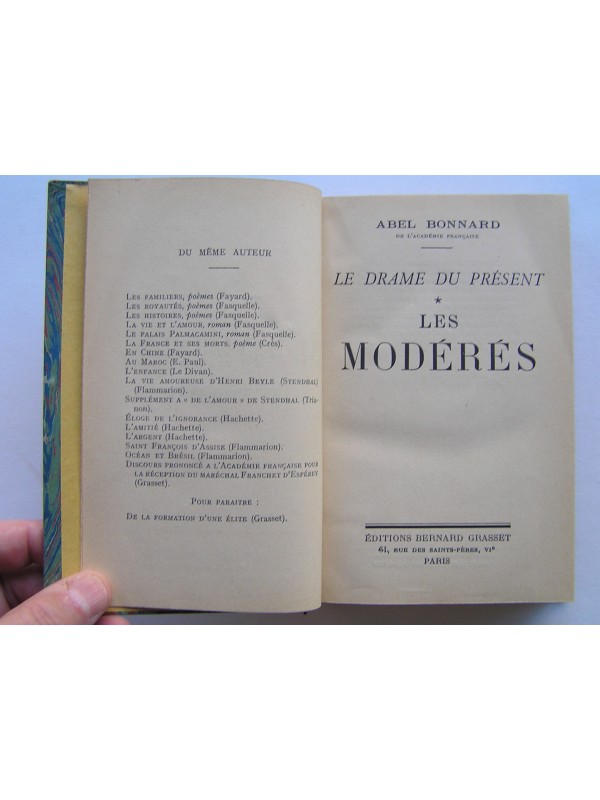 DU MÊME AUTEUR
LES FAMILIERS, poèmes (Fayard).
LES ROYAUTÉS, poèmes (Fasquelle).
LES HISTOIRES, poèmes (Fasquelle).
LA VIE ET L'AMOUR, roman (Fasquelle).
LE PALAIS PALMACAMINI, roman (Fasquelle).
LA FRANCE ET SES MORTS, poème (Crès).
EN CHINE (Fayard).
AU MAROC (E. Paul).
L'ENFANCE (Le Divan).
LA VIE AMOUREUSE D'HENRI BEYLE (STENDHAL)
(Flammarion).
SUPPLÉMENT A « DE L'AMOUR » DE STENDHAL (Tria-
non).
ÉLOGE DE L'IGNORANCE (Hachette).
L'AMITIÉ (Hachette).
L'ARGENT (Hachette).
SAINT FRANÇOIS D'ASSISE (Flammarion).
OCÉAN ET BRÉSIL (Flammarion).
DISCOURS PRONONCÉ A L'ACADÉMIE FRANÇAISE POUR
LA RÉCEPTION DU MARÉCHAL FRANCHET D'ESPÉREY
(Grasset).
POUR PARAITRE :
DE LA FORMATION D'UNE ÉLITE (Grasset).
ABEL BONNARD
DE L'ACADÉMIE FRANÇAISE
LE DRAME DU PRÉSENT
*
LES
MODÉRÉS
ÉDITIONS BERNARD GRASSET
61, RUE DES SAINTS-PÈRES, VIe
PARIS